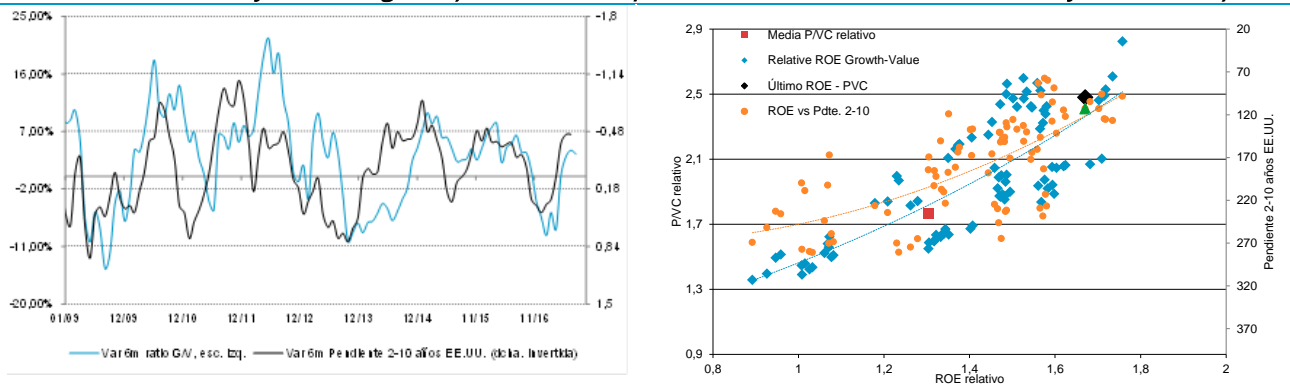 25,00%
16,00%
7,00%
-2,00%
-11,00%
-20,00%
-1,8
-1,14
-0,48
0,18
0,84
1,5
01/09 12/09 12/10 12/11 12/12 12/13 12/14 11/15 11/16
Var 6m ratio G/V, esc. Izq. Var 6m Pendiente 2-10 años EE.UU. (dcha. Invertida)
P/VC relativo
2,9
2,5
2,1
1,7
1,3
0,9
Media P/VC relativo
Relative ROE Growth-Value
Último ROE - PVC
ROE vs Pdte. 2-10
20
70
120
170
220
270
320
370
Pendiente 2-10 años EE.UU.
0,8 1 1,2 1,4 1,6 1,8 2
ROE relativo